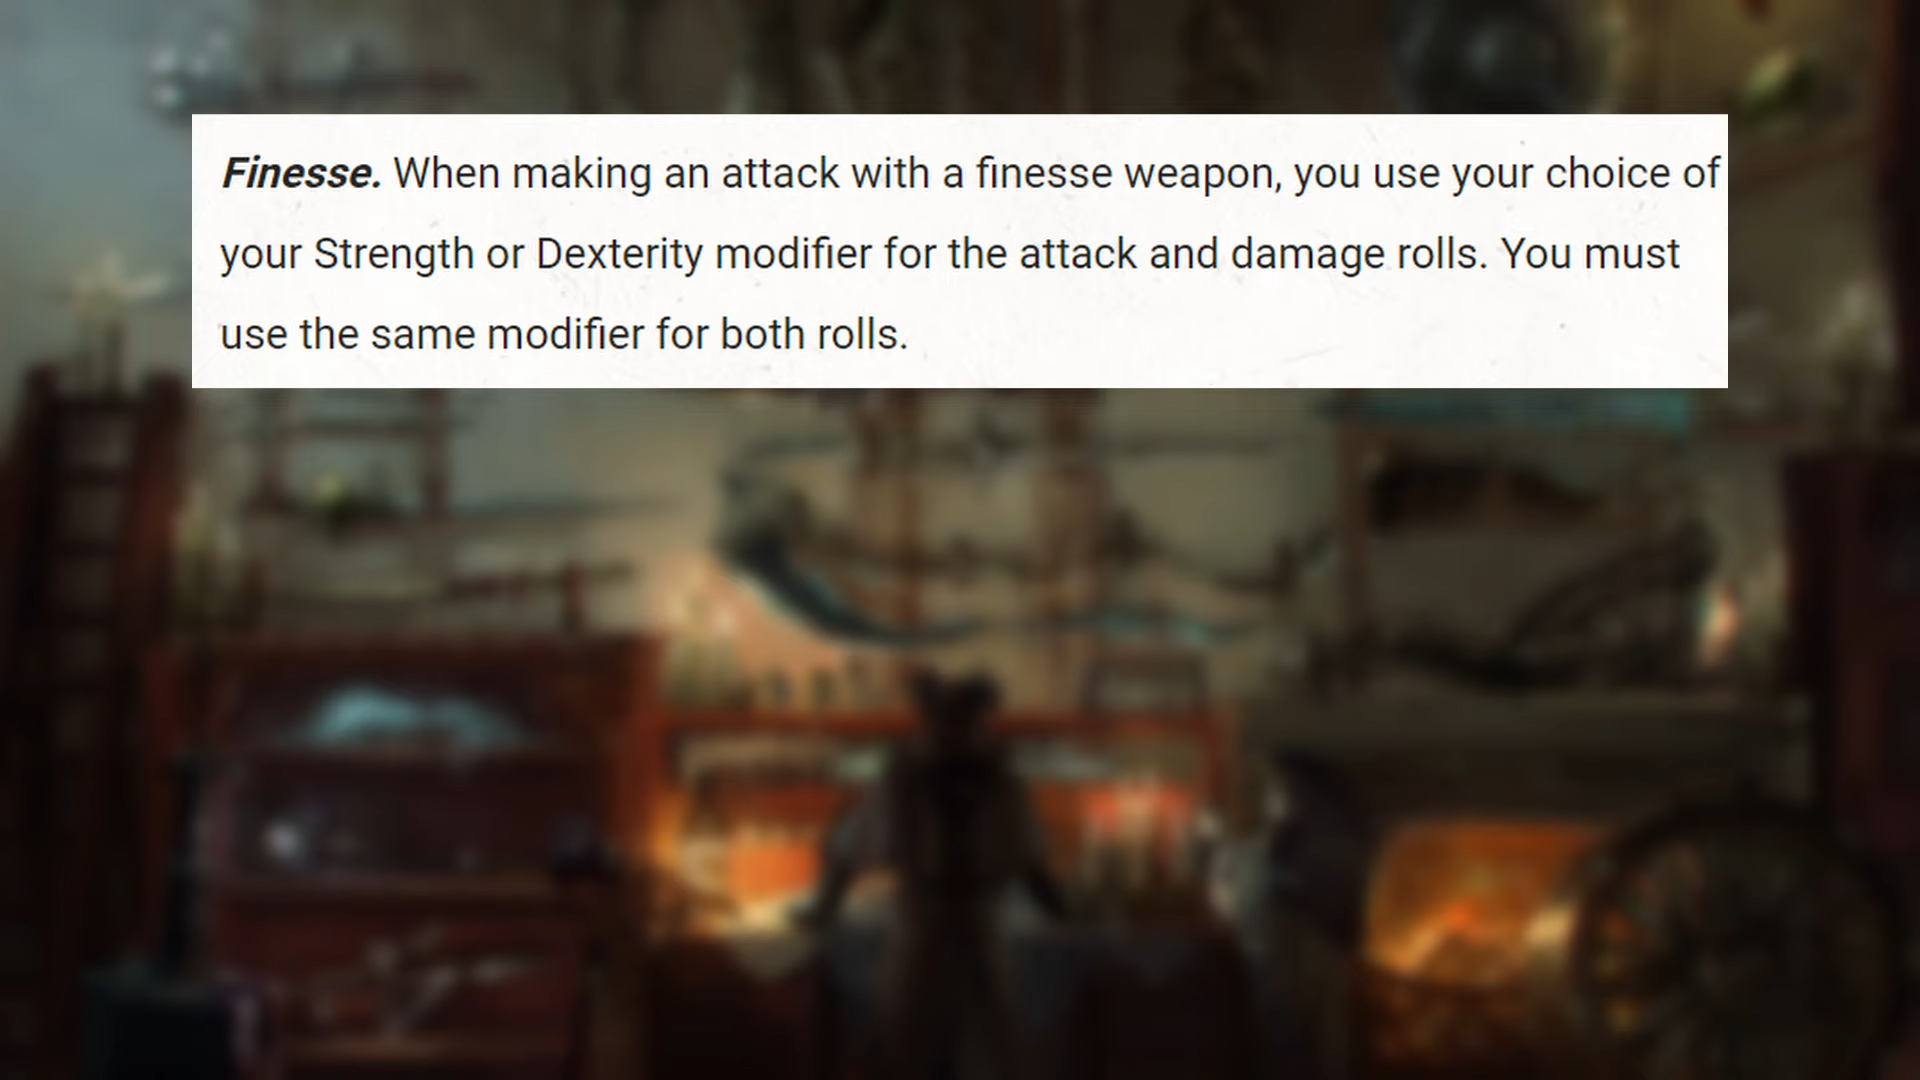 Finesse. When making an attack with a finesse weapon, you use your choice of
your Strength or Dexterity modifier for the attack and damage rolls. You must
use the same modifier for both rolls.